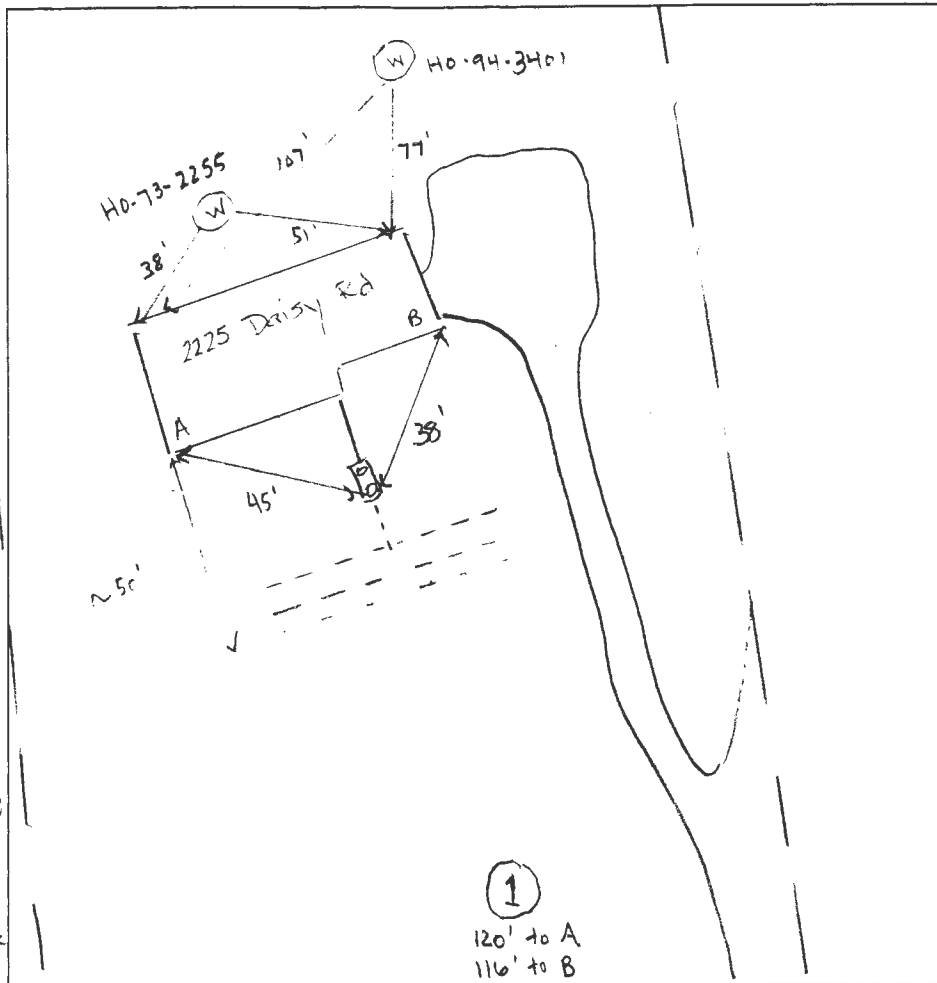 W HO-94-3401
107'
77'
HO-73-2255
W
51'
38'
2225 Daisy Rd
B
A
38'
45'
~50'
1
120' to A
116' to B